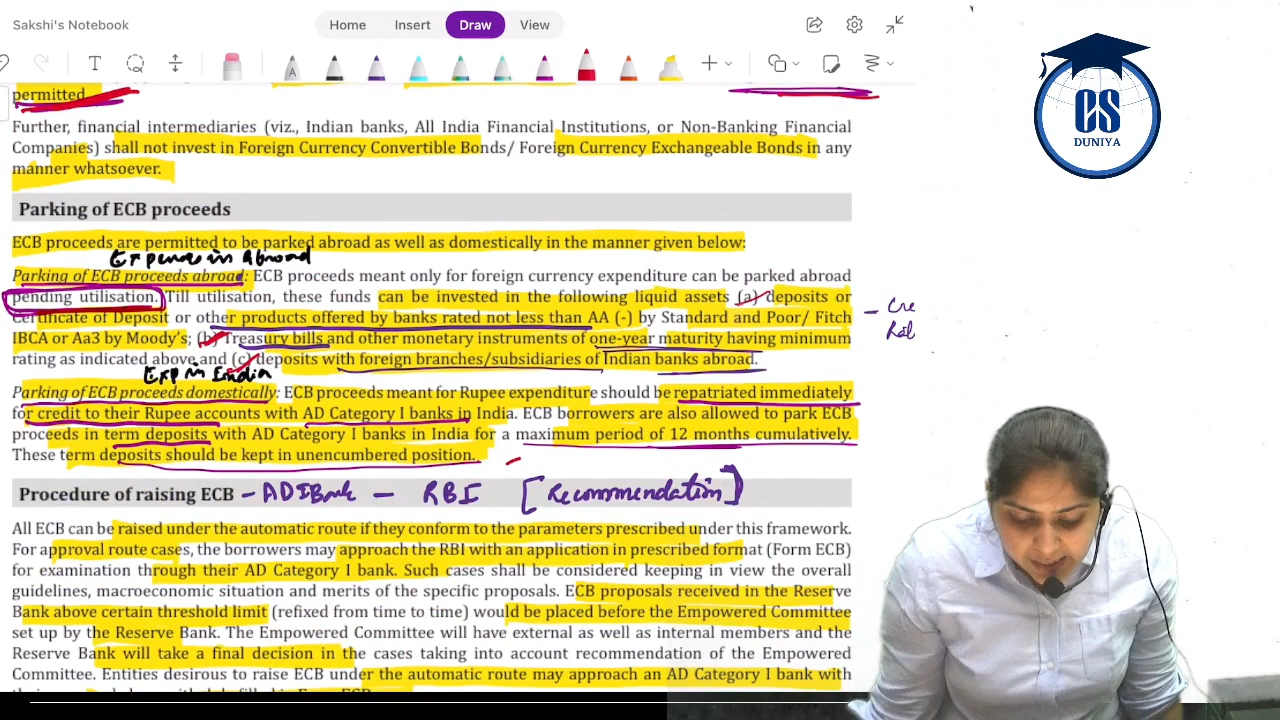 Sakshi's Notebook
Home Insert Draw View
CS
DUNIYA
permitted
Further, financial intermediaries (viz., Indian banks, All India Financial Institutions, or Non-Banking Financial
Companies) shall not invest in Foreign Currency Convertible Bonds/ Foreign Currency Exchangeable Bonds in any
manner whatsoever.
Parking of ECB proceeds
ECB proceeds are permitted to be parked abroad as well as domestically in the manner given below:
Expense in Abroad
Parking of ECB proceeds abroad: ECB proceeds meant only for foreign currency expenditure can be parked abroad
pending utilisation. Till utilisation, these funds can be invested in the following liquid assets (a) deposits or
Certificate of Deposit or other products offered by banks rated not less than AA (-) by Standard and Poor/ Fitch
IBCA or Aa3 by Moody's; (b) Treasury bills and other monetary instruments of one-year maturity having minimum
rating as indicated above and (c) deposits with foreign branches/subsidiaries of Indian banks abroad.
Exp in India
Parking of ECB proceeds domestically: ECB proceeds meant for Rupee expenditure should be repatriated immediately
for credit to their Rupee accounts with AD Category I banks in India. ECB borrowers are also allowed to park ECB
proceeds in term deposits with AD Category I banks in India for a maximum period of 12 months cumulatively.
These term deposits should be kept in unencumbered position.
Procedure of raising ECB - ADIBank - RBI [Recommendation]
All ECB can be raised under the automatic route if they conform to the parameters prescribed under this framework.
For approval route cases, the borrowers may approach the RBI with an application in prescribed format (Form ECB)
for examination through their AD Category I bank. Such cases shall be considered keeping in view the overall
guidelines, macroeconomic situation and merits of the specific proposals. ECB proposals received in the Reserve
Bank above certain threshold limit (refixed from time to time) would be placed before the Empowered Committee
set up by the Reserve Bank. The Empowered Committee will have external as well as internal members and the
Reserve Bank will take a final decision in the cases taking into account recommendation of the Empowered
Committee. Entities desirous to raise ECB under the automatic route may approach an AD Category I bank with